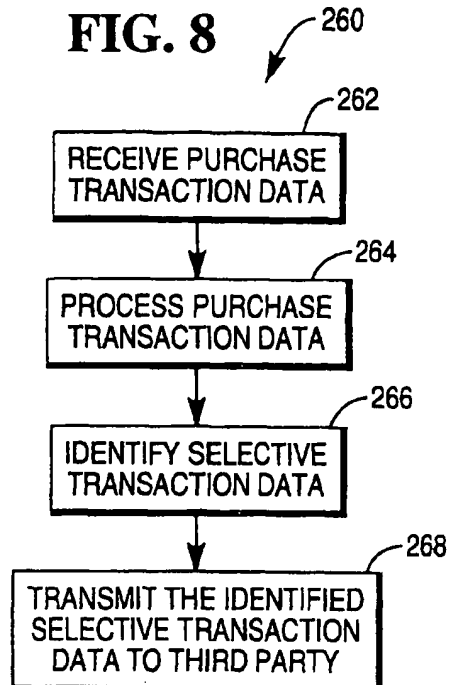 FIG. 8
260
262
RECEIVE PURCHASE
TRANSACTION DATA
264
PROCESS PURCHASE
TRANSACTION DATA
266
IDENTIFY SELECTIVE
TRANSACTION DATA
268
TRANSMIT THE IDENTIFIED
SELECTIVE TRANSACTION
DATA TO THIRD PARTY